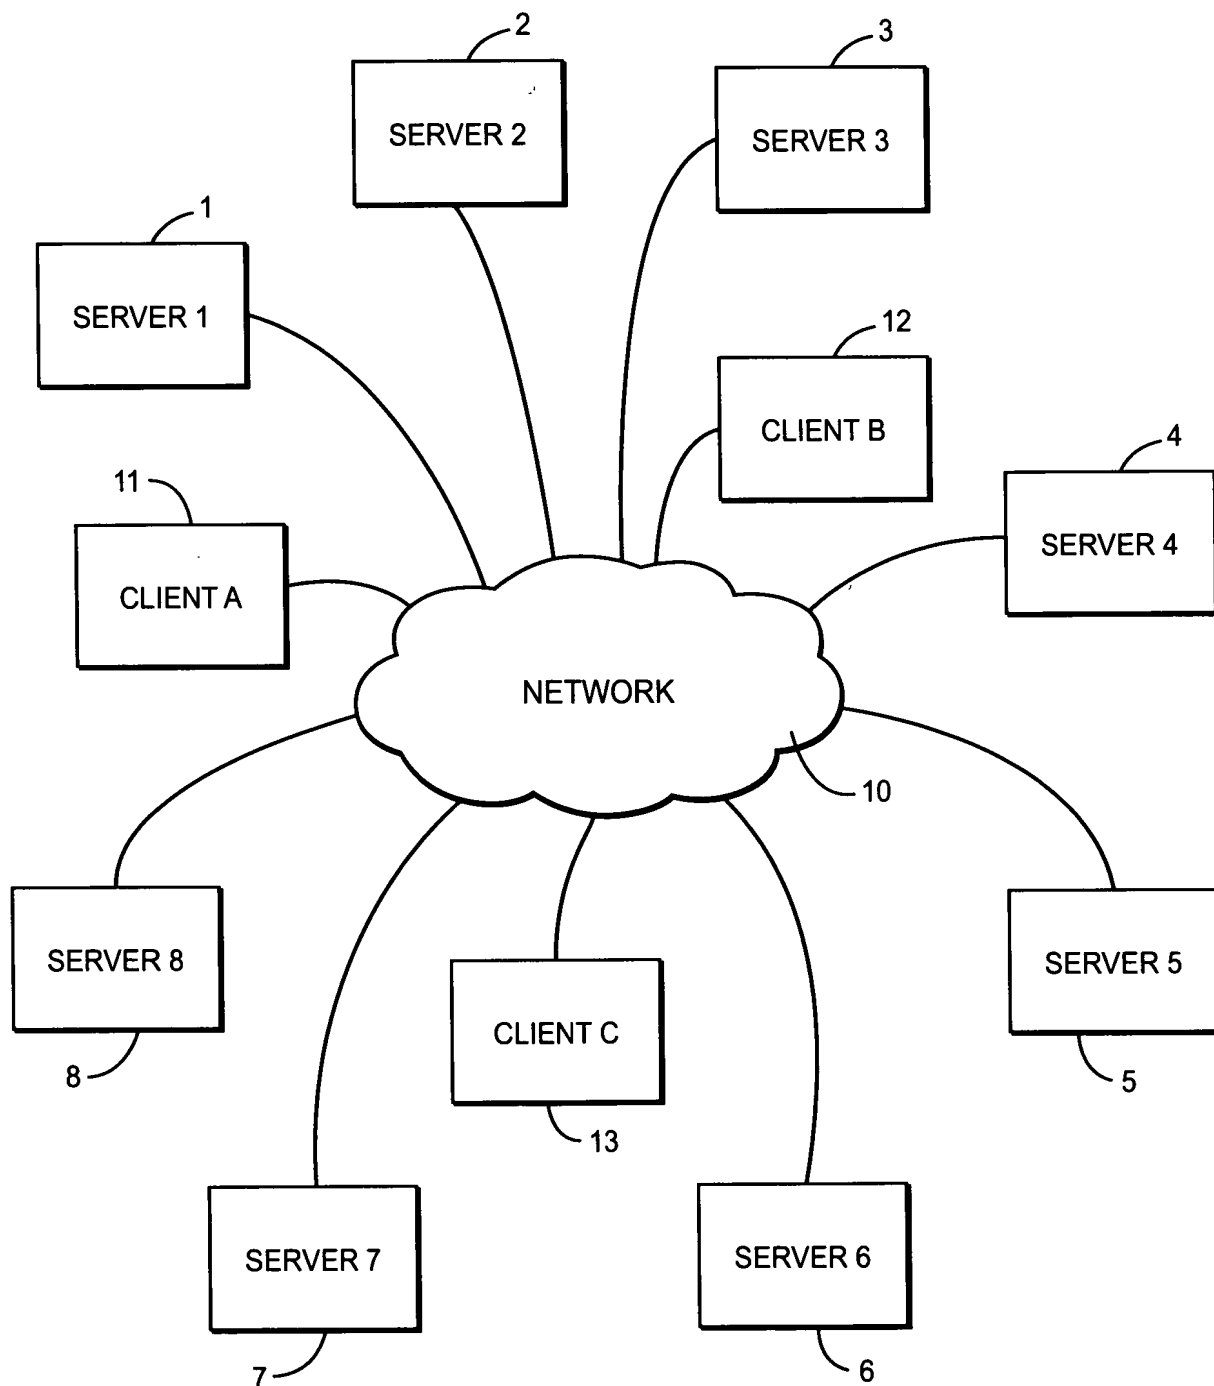 2
3
SERVER 2
SERVER 3
1
SERVER 1
12
CLIENT B
4
11
SERVER 4
CLIENT A
NETWORK
10
SERVER 8
SERVER 5
CLIENT C
8
5
13
SERVER 7
SERVER 6
7
6